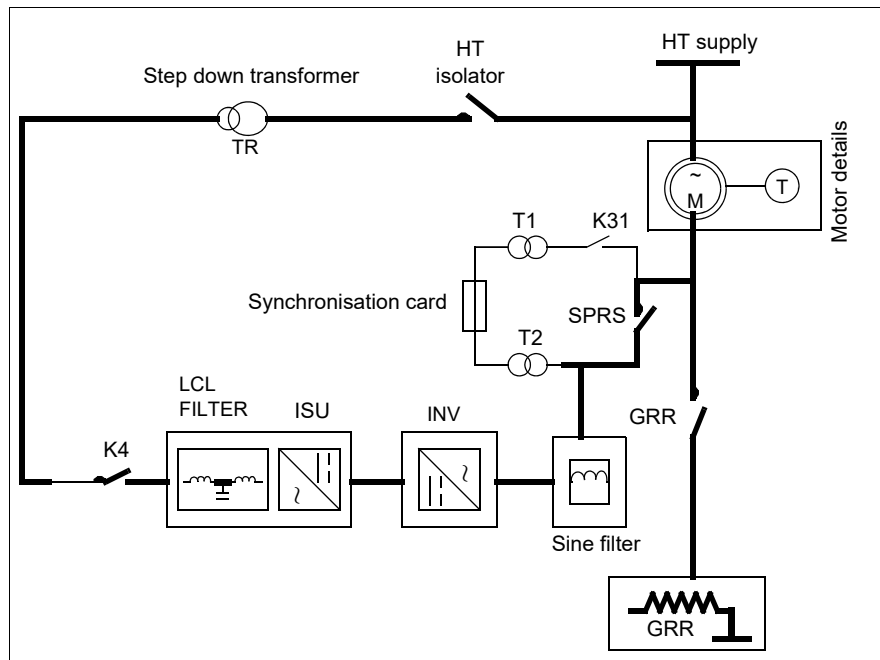 HT supply
HT
isolator
Step down transformer
TR
Motor details
~
M
T
T1
K31
Synchronisation card
SPRS
T2
LCL
FILTER
ISU
INV
GRR
K4
~
~
Sine filter
GRR